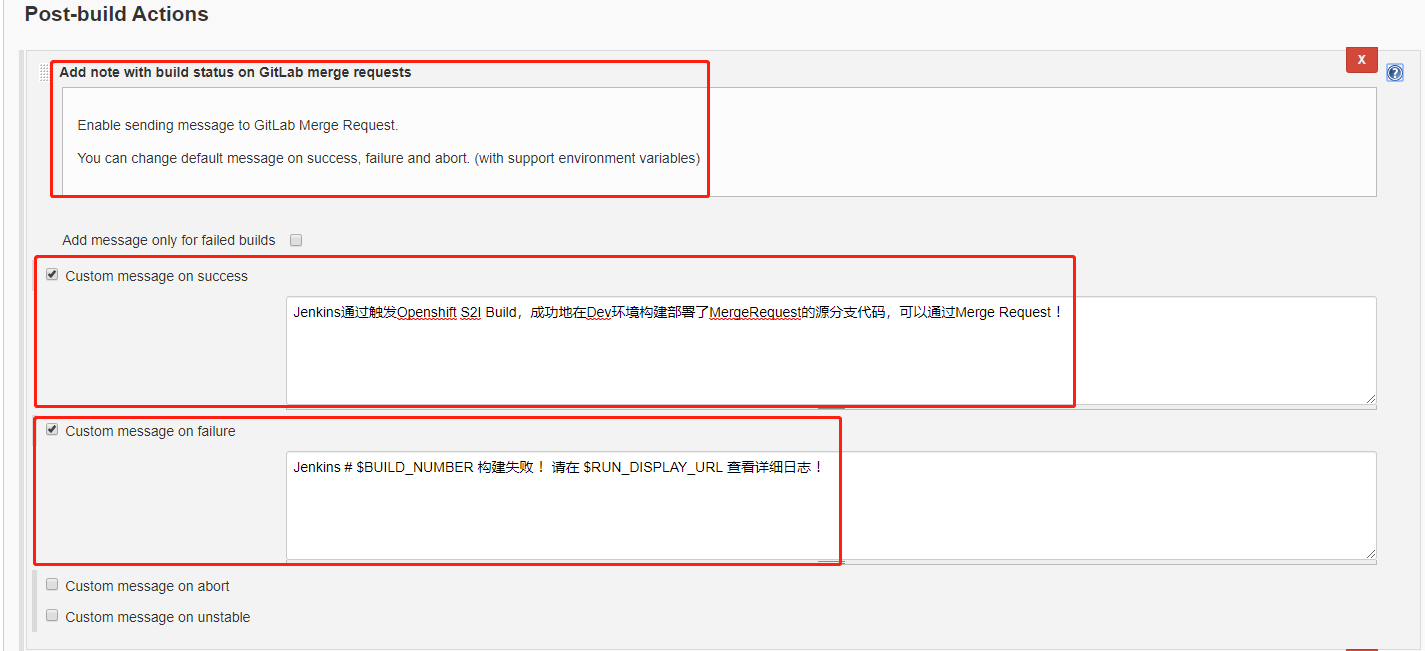 Post-build Actions
X
Add note with build status on GitLab merge requests
?
Enable sending message to GitLab Merge Request.
You can change default message on success, failure and abort. (with support environment variables)
Add message only for failed builds
Custom message on success
Jenkins通过触发Openshift S2I Build，成功地在Dev环境构建部署了MergeRequest的源分支代码，可以通过Merge Request！
Custom message on failure
Jenkins # $BUILD_NUMBER 构建失败！ 请在 $RUN_DISPLAY_URL 查看详细日志！
Custom message on abort
Custom message on unstable